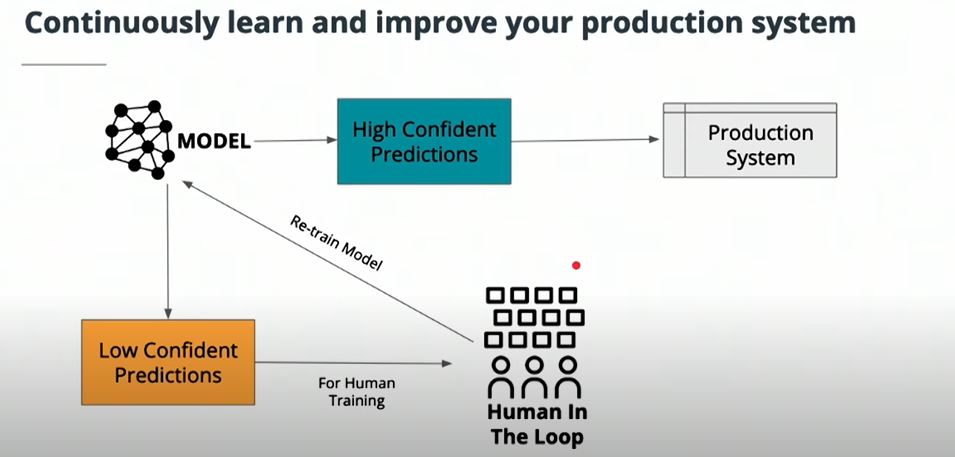 Continuously learn and improve your production system
MODEL
High Confident
Predictions
Production
System
Re-train Model
Low Confident
Predictions
For Human
Training
Human In
The Loop